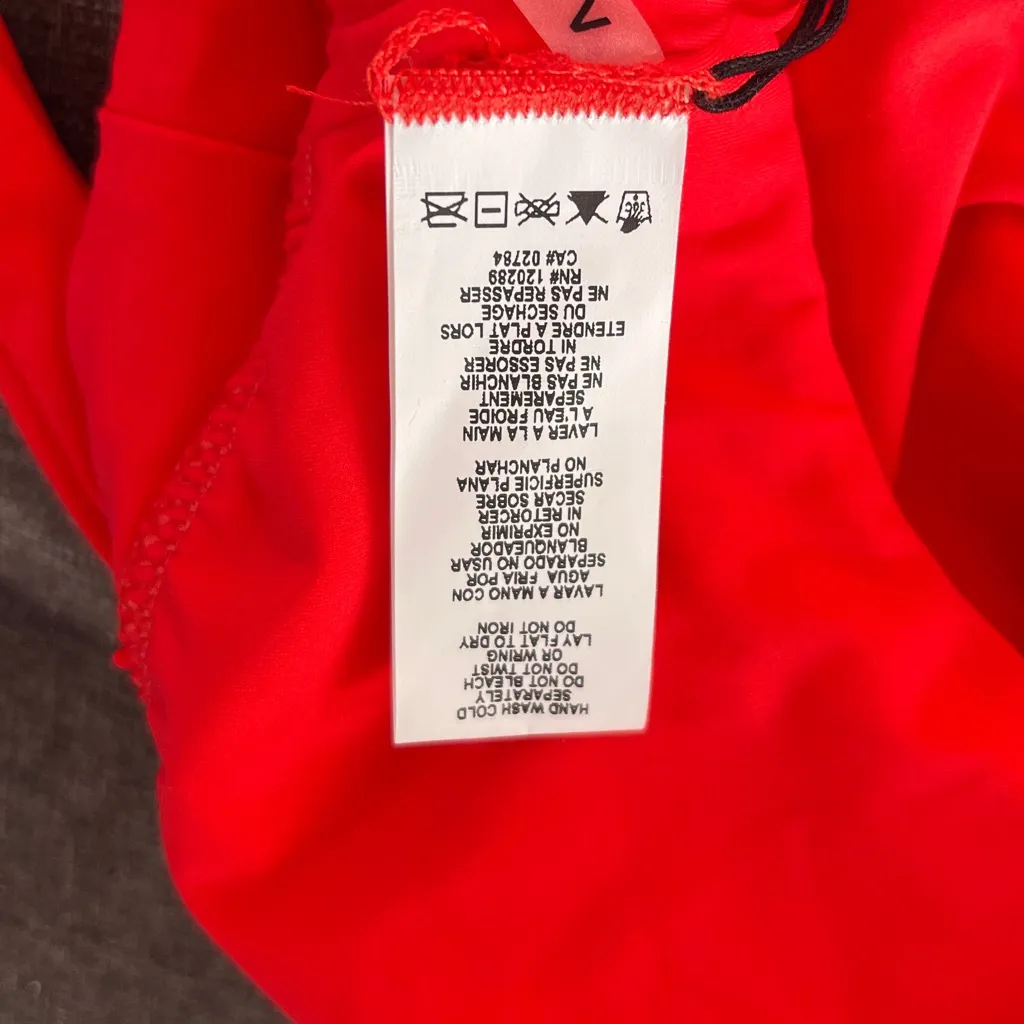 HAND WASH COLD
SEPARATELY
DO NOT BLEACH
DO NOT TWIST
OR WRING
LAY FLAT TO DRY
DO NOT IRON
LAVAR A MANO CON
AGUA FRIA POR
SEPARADO NO USAR
BLANQUEADOR
NO EXPRIMIR
NI RETORCER
SECAR SOBRE
SUPERFICIE PLANA
NO PLANCHAR
LAVER A LA MAIN
A L'EAU FROIDE
SEPAREMENT
NE PAS BLANCHIR
NE PAS ESSORER
NI TORDRE
ETENDRE A PLAT LORS
DU SECHAGE
NE PAS REPASSER
RN# 120289
CA# 02784